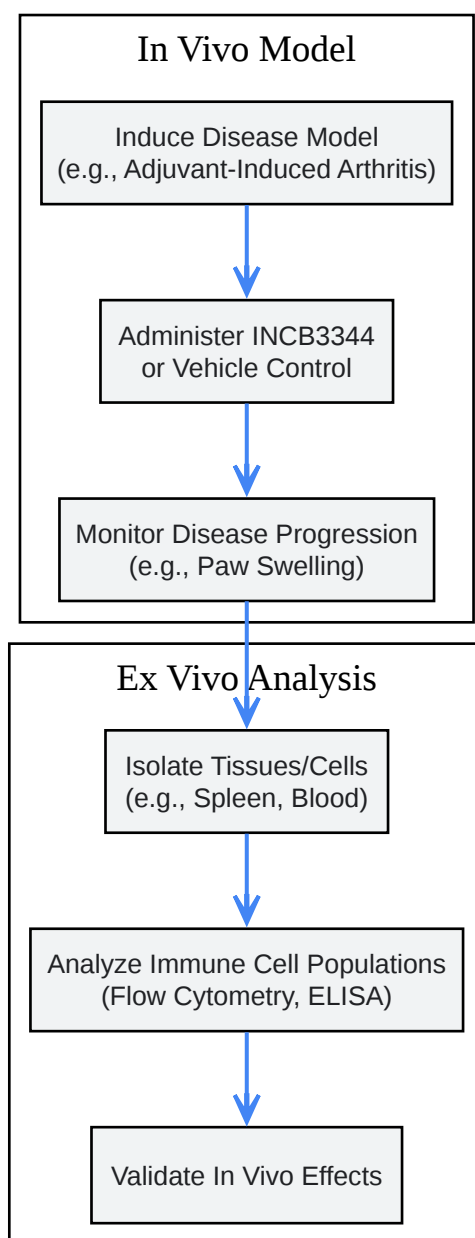 In Vivo Model
Induce Disease Model
(e.g., Adjuvant-Induced Arthritis)
Administer INCB3344
or Vehicle Control
Monitor Disease Progression
(e.g., Paw Swelling)
Ex Vivo Analysis
Isolate Tissues/Cells
(e.g., Spleen, Blood)
Analyze Immune Cell Populations
(Flow Cytometry, ELISA)
Validate In Vivo Effects